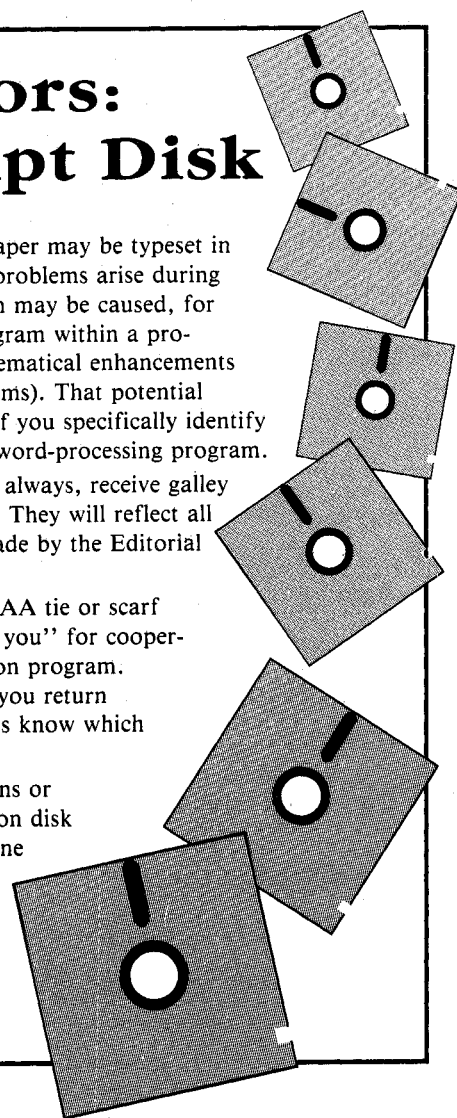 ors:
pt Disk
aper may be typeset in
problems arise during
n may be caused, for
gram within a pro-
ematical enhancements
ms). That potential
f you specifically identify
word-processing program.
always, receive galley
They will reflect all
ade by the Editorial
AA tie or scarf
you” for cooper-
on program.
you return
s know which
ns or
on disk
ne